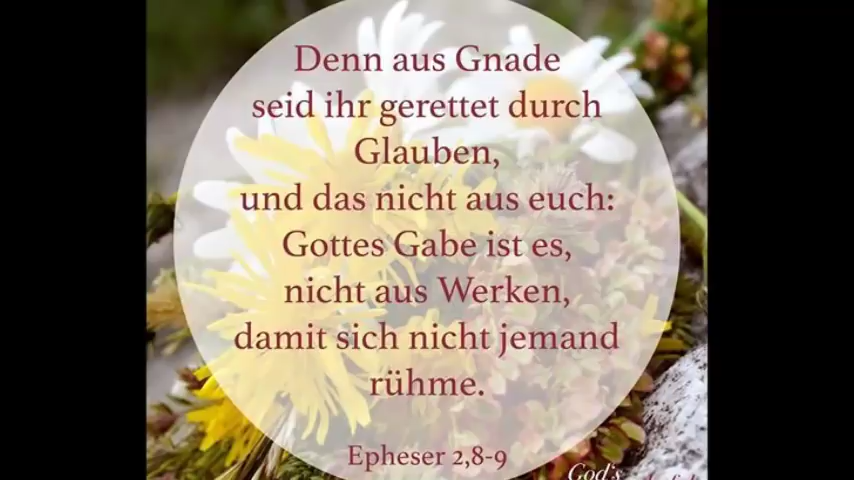 Denn aus Gnade
seid ihr gerettet durch
Glauben,
und das nicht aus euch:
Gottes Gabe ist es,
nicht aus Werken,
damit sich nicht jemand
rühme.
Epheser 2,8-9
God's